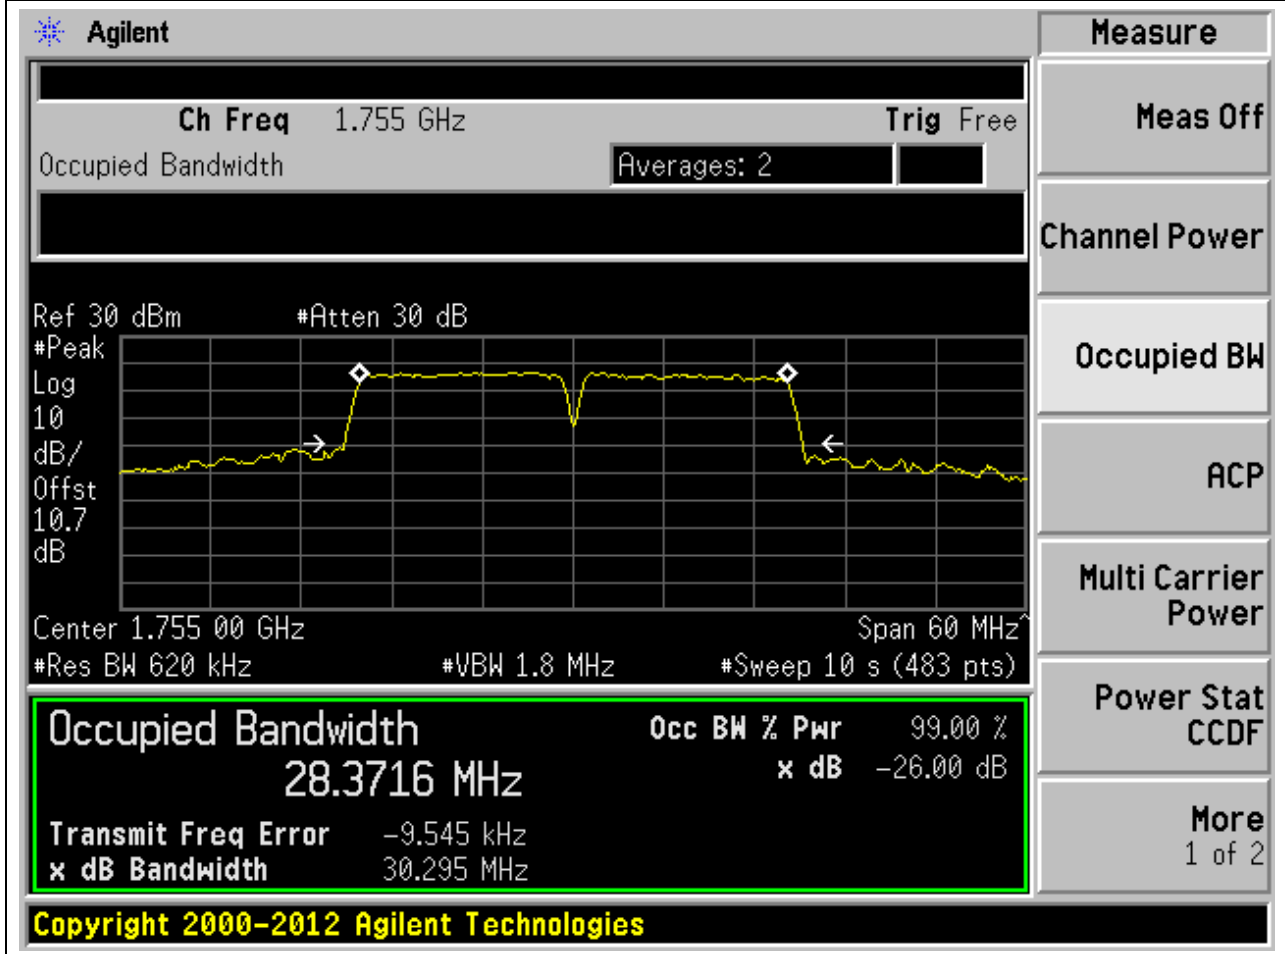 Agilent
Measure
Ch Freq 1.755 GHz Trig Free
Occupied Bandwidth Averages: 2
Meas Off
Channel Power
Ref 30 dBm #Atten 30 dB
#Peak
Log
10
dB/
Offst
10.7
dB
Occupied BW
ACP
Center 1.755 00 GHz Span 60 MHz^
#Res BW 620 kHz #VBW 1.8 MHz #Sweep 10 s (483 pts)
Multi Carrier
Power
Occupied Bandwidth
28.3716 MHz
Occ BW % Pwr 99.00 %
x dB -26.00 dB
Transmit Freq Error -9.545 kHz
x dB Bandwidth 30.295 MHz
Power Stat
CCDF
More
1 of 2
Copyright 2000-2012 Agilent Technologies